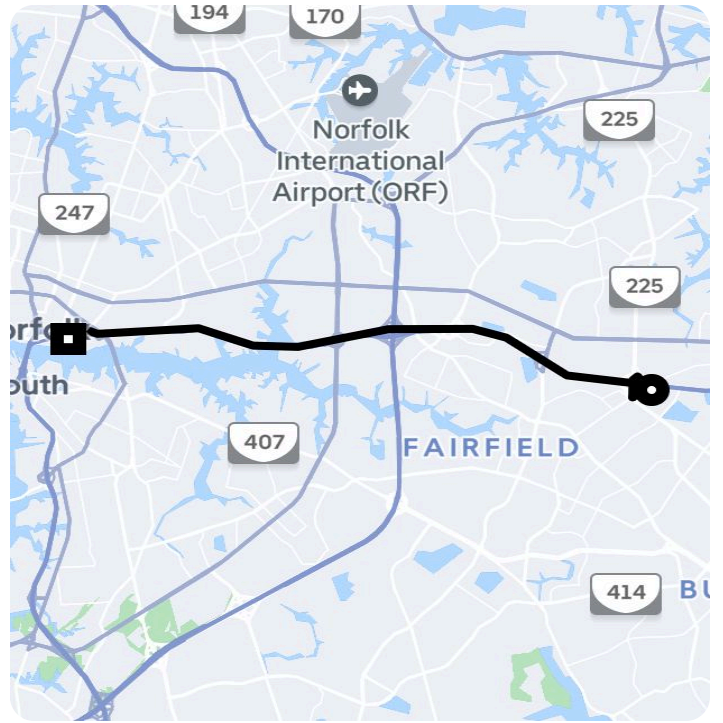 194
170
Norfolk
International
Airport (ORF)
225
247
225
orfolk
outh
407
FAIRFIELD
414
BU